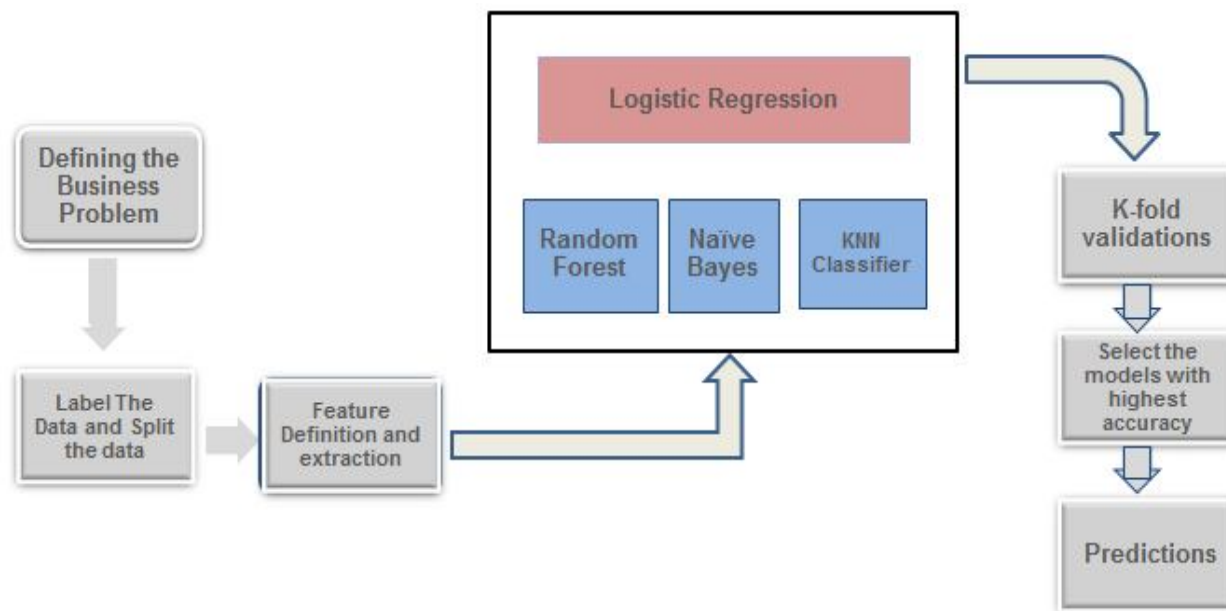 Defining the
Business
Problem
Label The
Data and Split
the data
Feature
Definition and
extraction
Logistic Regression
Random
Forest
Naïve
Bayes
KNN
Classifier
K-fold
validations
Select the
models with
highest
accuracy
Predictions